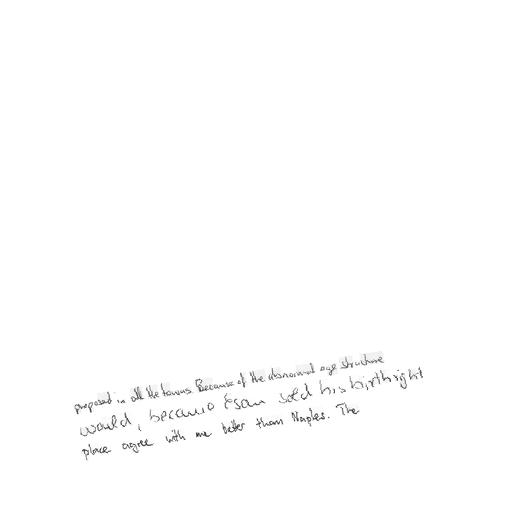 proposed in all the towns. Because of the abnormal age structure
would, because Esau sold his birthright
place agree with me better than Naples. The